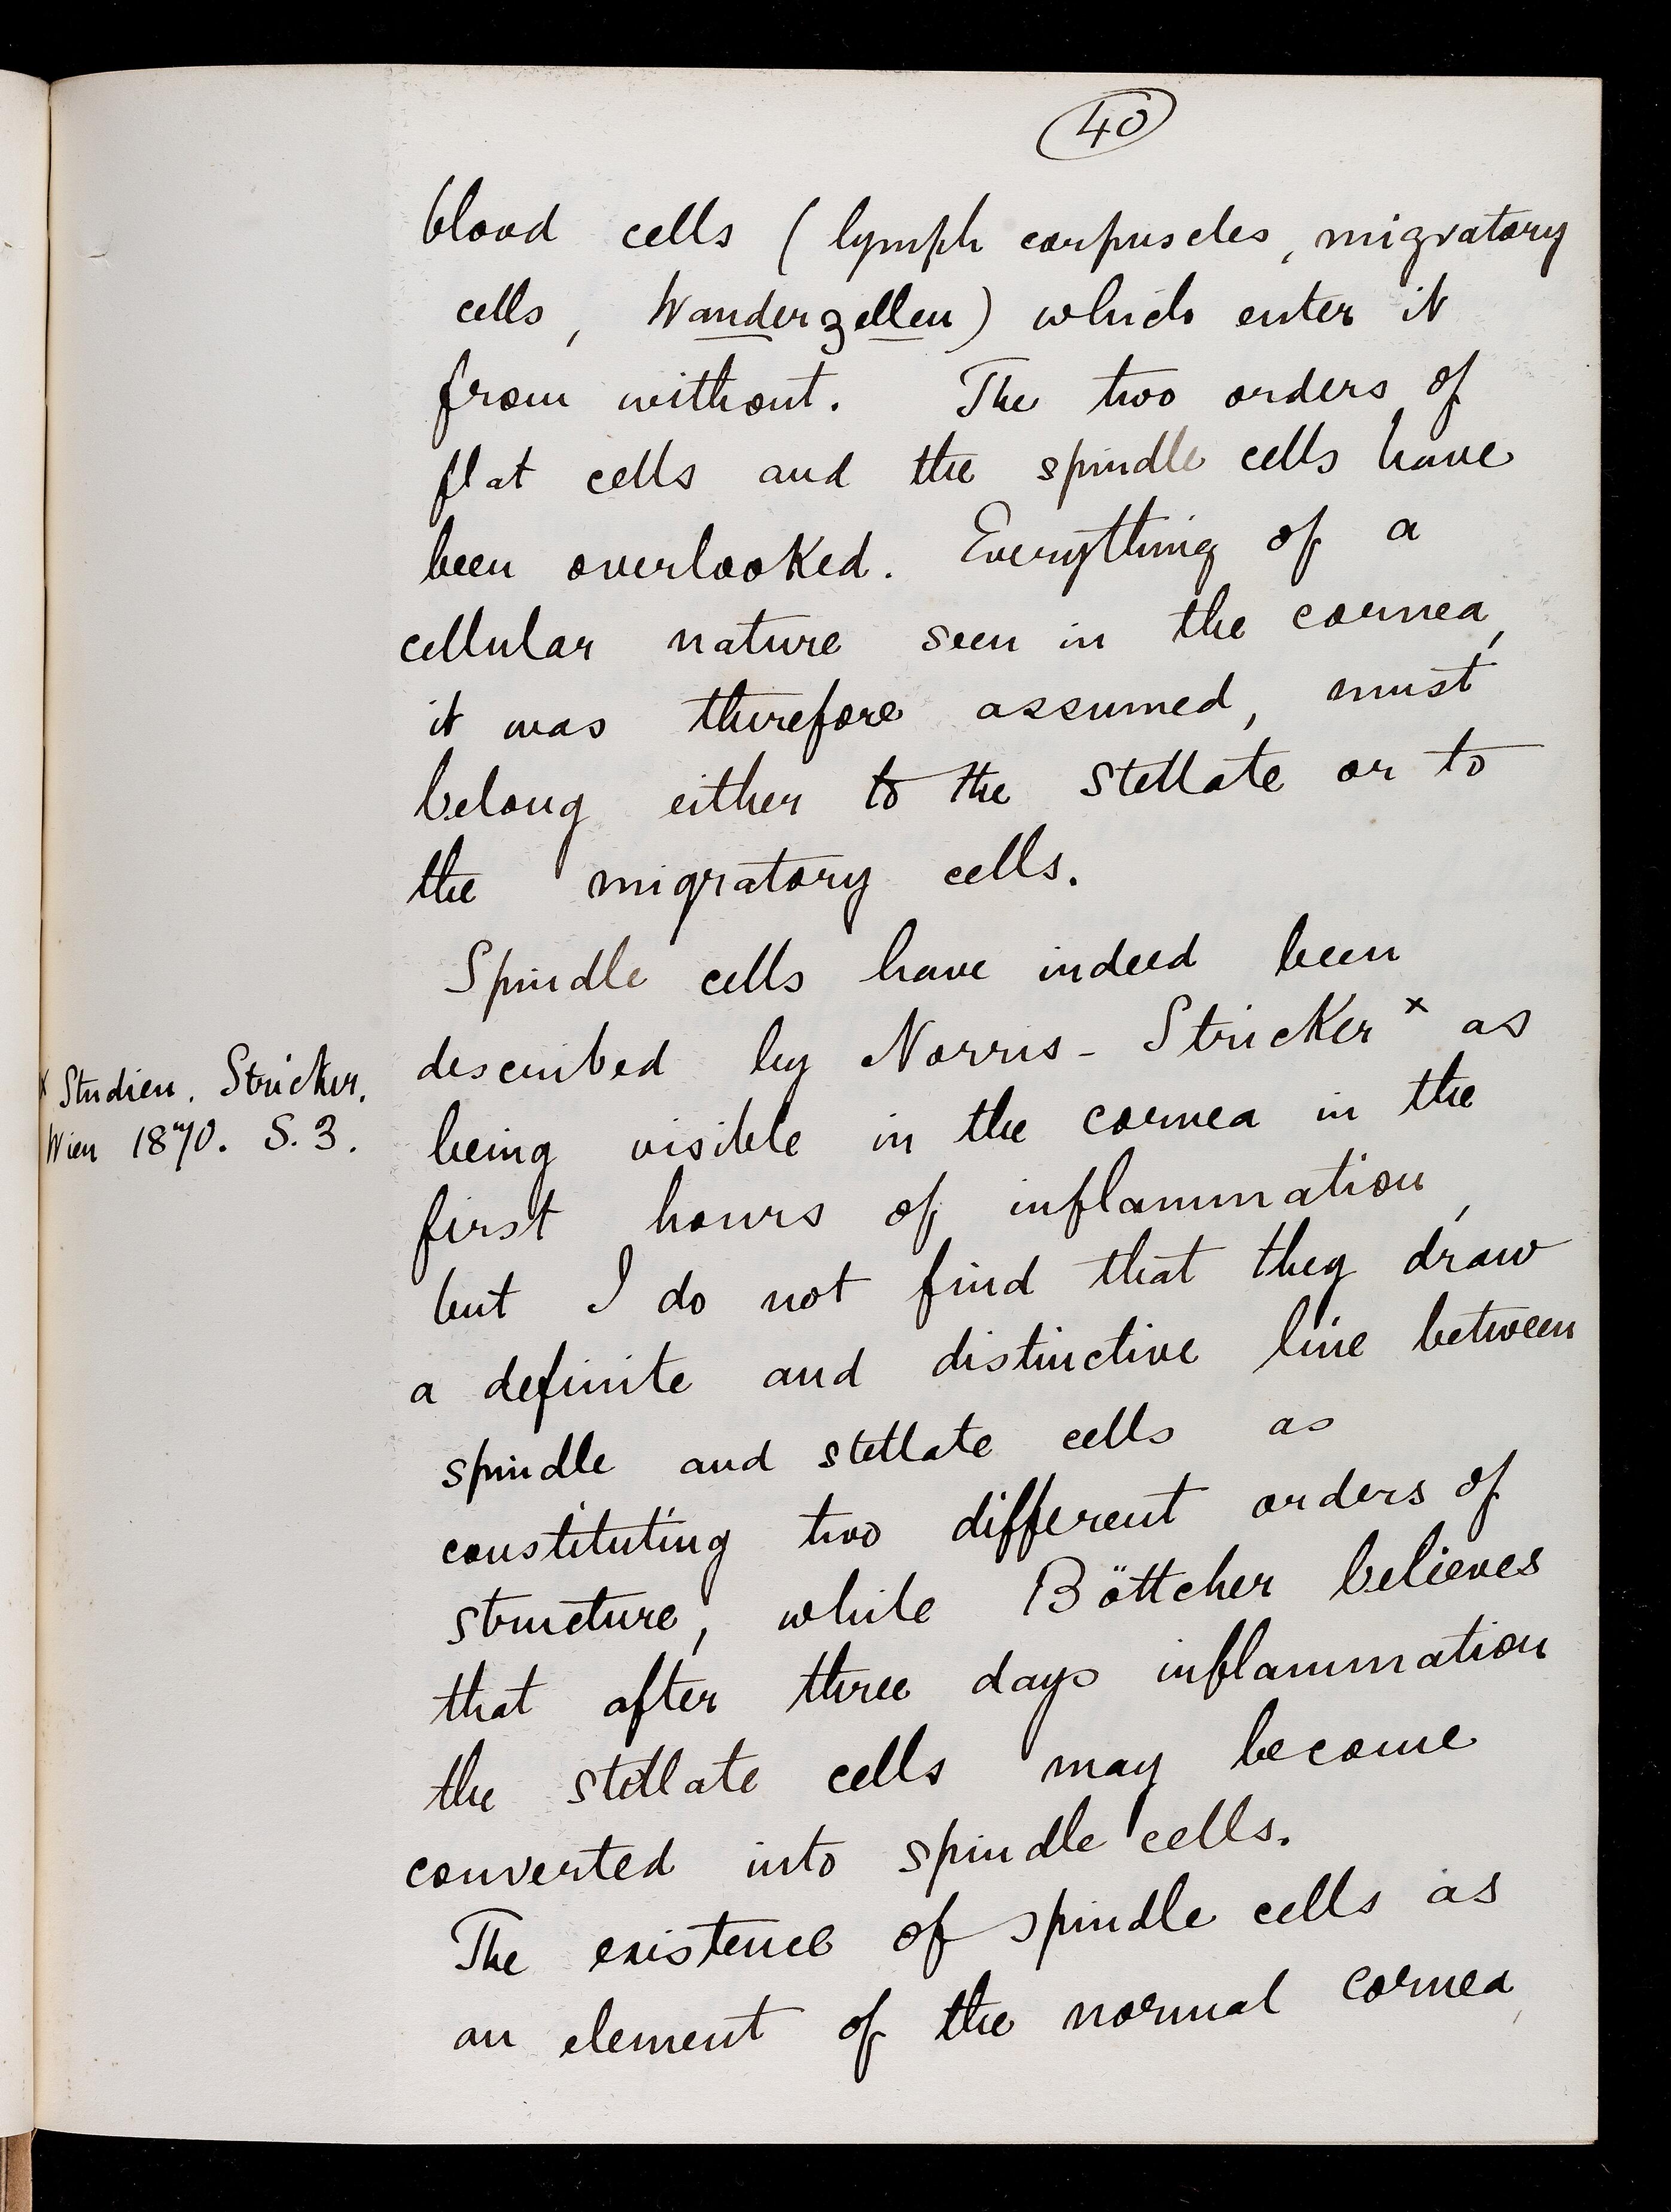 40
blood cells ( lymph corpuscles, migratory
cells, Wanderzellen) which enter it
from without. The two orders of
flat cells and the spindle cells have
been overlooked. Everything of a
cellular nature seen in the cornea,
it was therefore assumed, must
belong either to the stellate or to
the migratory cells.
Spindle cells have indeed been
described by Norris - Stricker x as
x Studien. Stricker.
Wien 1870. S. 3.
being visible in the cornea in the
first hours of inflammation,
but I do not find that they draw
a definite and distinctive line between
spindle and stellate cells as
constituting two different orders of
structure, while Böttcher believes
that after three days inflammation
the stellate cells may become
converted into spindle cells.
The existence of spindle cells as
an element of the normal cornea,